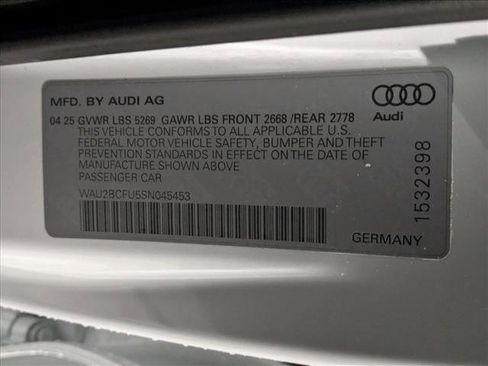 MFD. BY AUDI AG
Audi
04 25 GVWR LBS 5269 GAWR LBS FRONT 2668 /REAR 2778
THIS VEHICLE CONFORMS TO ALL APPLICABLE U.S.
FEDERAL MOTOR VEHICLE SAFETY, BUMPER AND THEFT
PREVENTION STANDARDS IN EFFECT ON THE DATE OF
MANUFACTURE SHOWN ABOVE
PASSENGER CAR
WAU2BCFU5SN045453
GERMANY
1532398